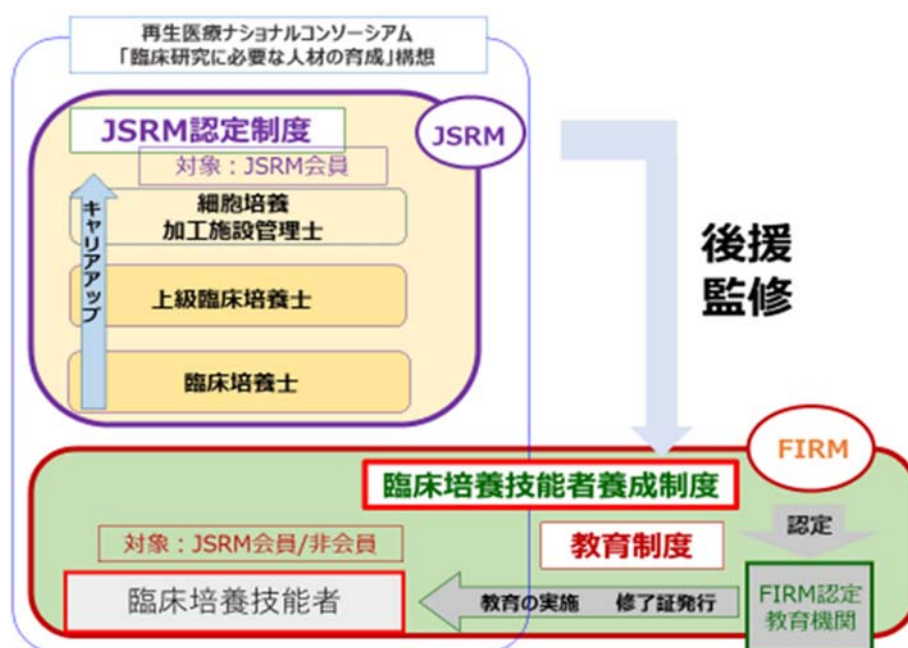 再生医療ナショナルコンソーシアム
「臨床研究に必要な人材の育成」構想
JSRM認定制度
JSRM
対象：JSRM会員
キャリアアップ
細胞培養
加工施設管理士
上級臨床培養士
臨床培養士
後援
監修
FIRM
臨床培養技能者養成制度
認定
対象：JSRM会員/非会員
教育制度
臨床培養技能者
教育の実施　修了証発行
FIRM認定
教育機関